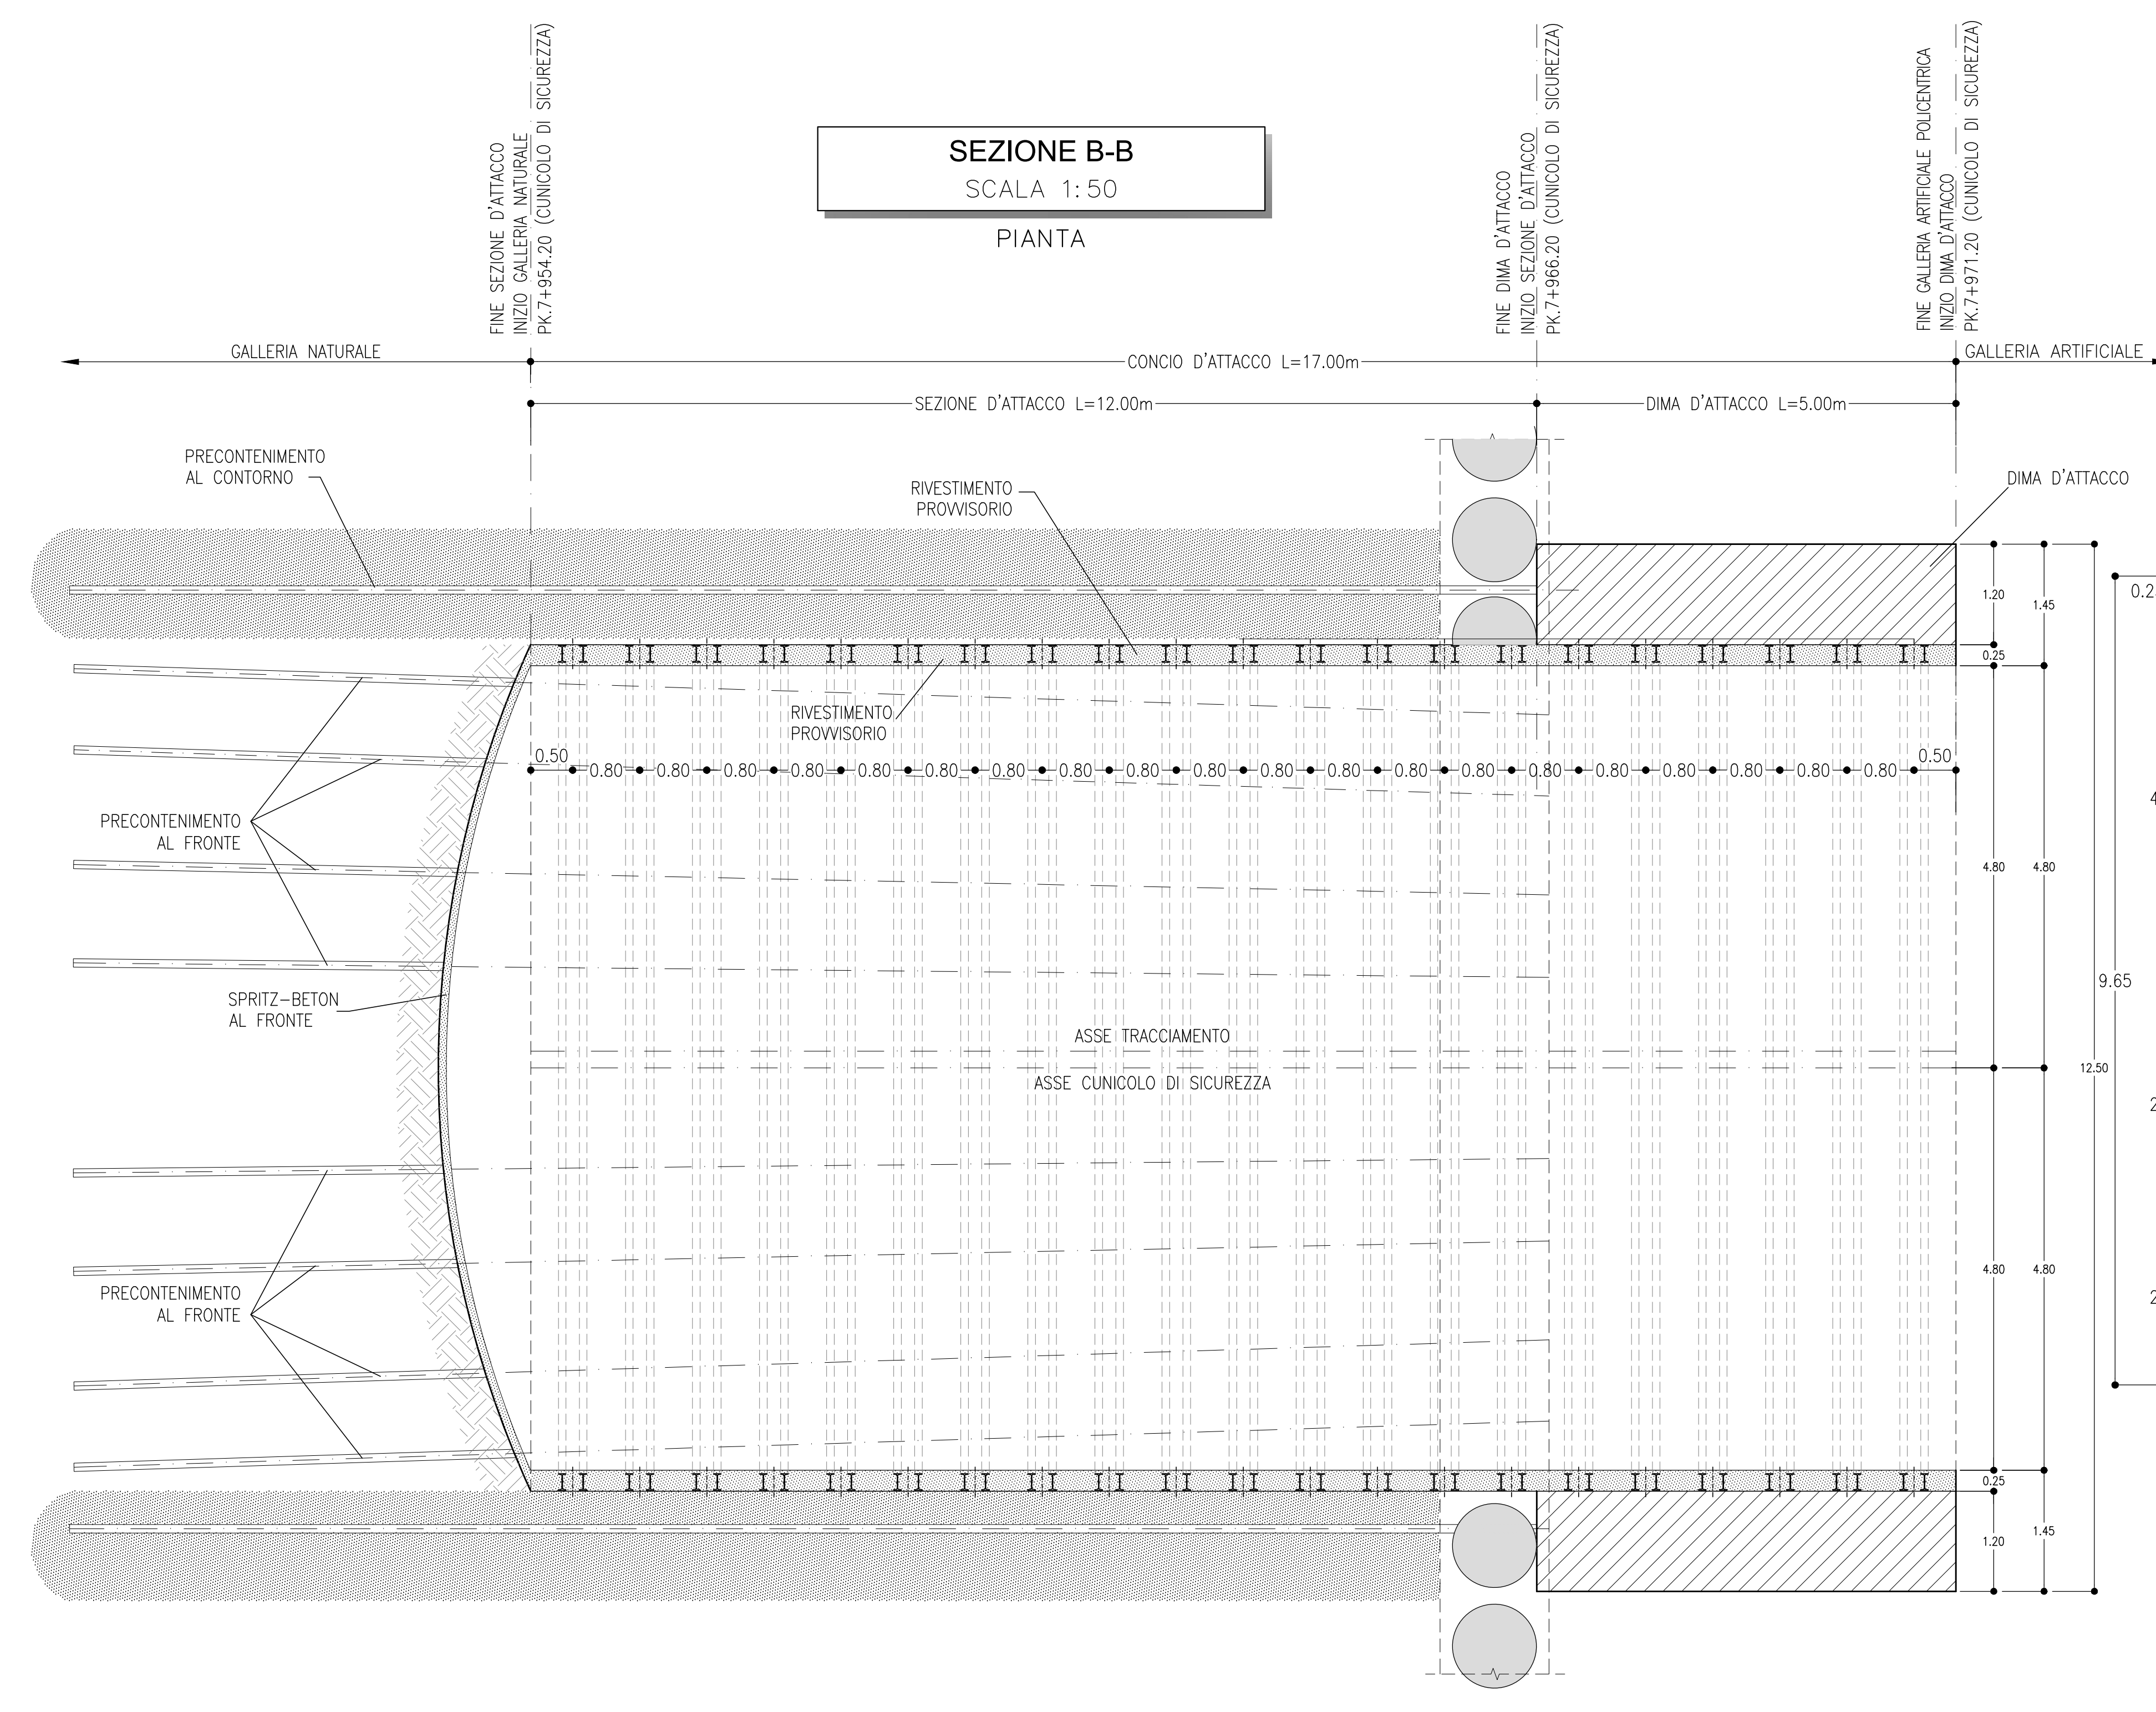 FINE SEZIONE D'ATTACCO
INIZIO GALLERIA NATURALE
PK.7+954.20 (CUNICOLO DI SICUREZZA)
SEZIONE B-B
SCALA 1:50
PIANTA
FINE DIMA D'ATTACCO
INIZIO SEZIONE D'ATTACCO
PK.7+966.20 (CUNICOLO DI SICUREZZA)
FINE GALLERIA ARTIFICIALE POLICENTRICA
INIZIO DIMA D'ATTACCO
PK.7+971.20 (CUNICOLO DI SICUREZZA)
GALLERIA NATURALE
CONCIO D'ATTACCO L=17.00m
GALLERIA ARTIFICIALE
SEZIONE D'ATTACCO L=12.00m
DIMA D'ATTACCO L=5.00m
PRECONTENIMENTO
AL CONTORNO
RIVESTIMENTO
PROVVISORIO
DIMA D'ATTACCO
1.20
1.45
0.25
RIVESTIMENTO
PROVVISORIO
0.50
0.80 0.80 0.80 0.80 0.80 0.80 0.80 0.80 0.80 0.80 0.80 0.80 0.80 0.80 0.80 0.80 0.80 0.80 0.80 0.80
0.50
PRECONTENIMENTO
AL FRONTE
4.80
4.80
9.65
SPRITZ-BETON
AL FRONTE
ASSE TRACCIAMENTO
ASSE CUNICOLO DI SICUREZZA
12.50
PRECONTENIMENTO
AL FRONTE
4.80
4.80
0.25
1.20
1.45